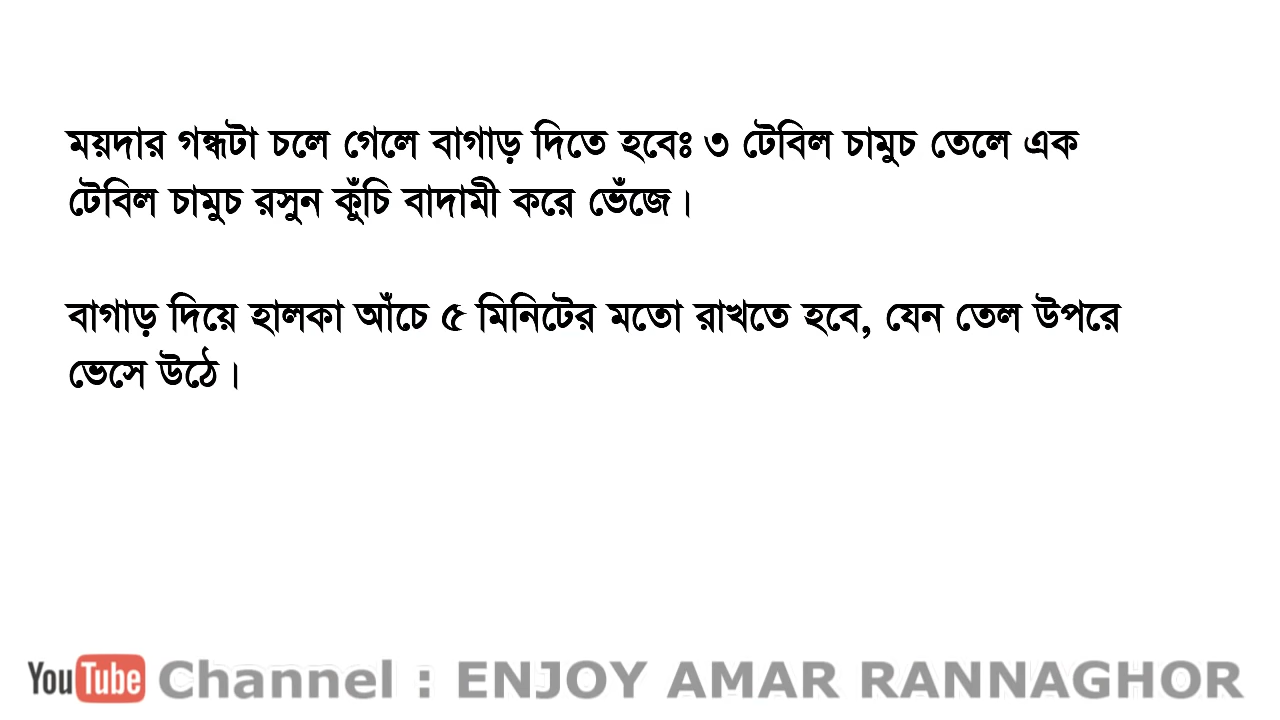 ময়দার গন্ধটা চলে গেলে বাগাড় দিতে হবেঃ ৩ টেবিল চামুচ তেলে এক
টেবিল চামুচ রসুন কুঁচি বাদামী করে ভেঁজে।
বাগাড় দিয়ে হালকা আঁচে ৫ মিনিটের মতো রাখতে হবে, যেন তেল উপরে
ভেসে উঠে।
YouTube Channel : ENJOY AMAR RANNAGHOR